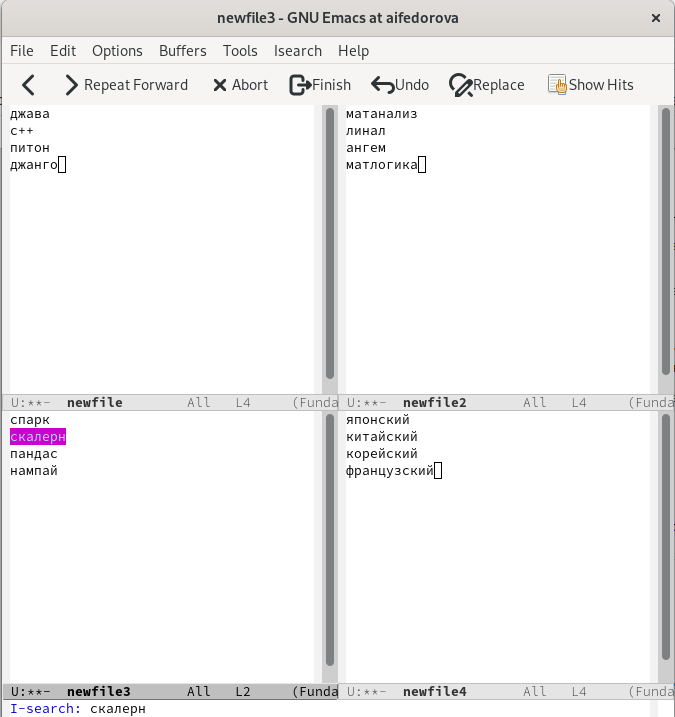 newfile3 - GNU Emacs at aifedorova
File Edit Options Buffers Tools Isearch Help
Repeat Forward Abort Finish Undo Replace Show Hits
джава
с++
питон
джанго
U:**- newfile All L4 (Funda
матанализ
линал
ангем
матлогика
U:**- newfile2 All L4 (Funda
спарк
скалерн
пандас
нампай
U:**- newfile3 All L2 (Funda
японский
китайский
корейский
французский
U:**- newfile4 All L4 (Funda
I-search: скалерн